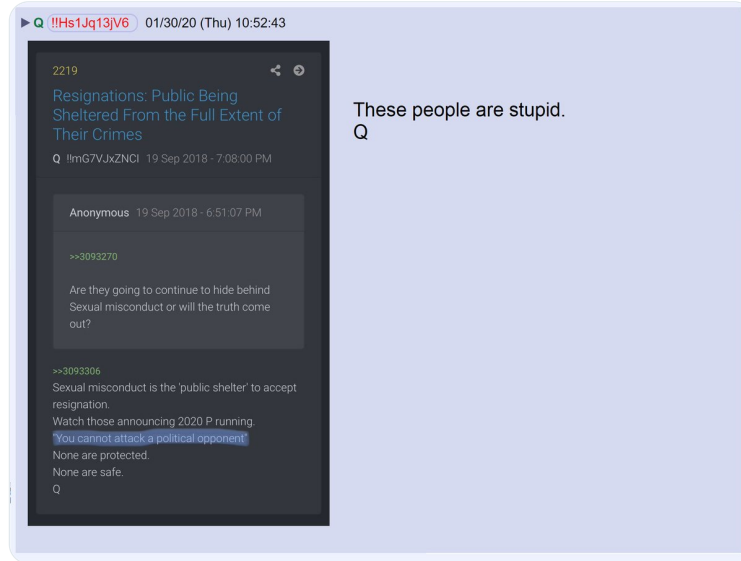 Q !!Hs1Jq13jV6 01/30/20 (Thu) 10:52:43
2219
Resignations: Public Being
Sheltered From the Full Extent of
Their Crimes
Q !!mG7VJxZNCI 19 Sep 2018 - 7:08:00 PM
Anonymous 19 Sep 2018 - 6:51:07 PM
>>3093270
Are they going to continue to hide behind
Sexual misconduct or will the truth come
out?
>>3093306
Sexual misconduct is the 'public shelter' to accept
resignation.
Watch those announcing 2020 P running.
"You cannot attack a political opponent"
None are protected.
None are safe.
Q
These people are stupid.
Q